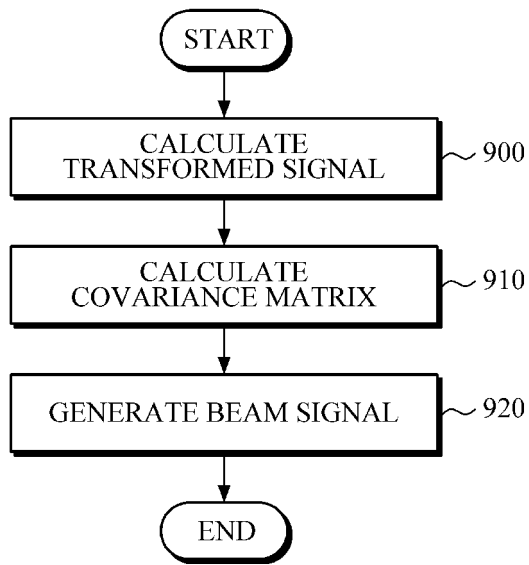 START
CALCULATE
TRANSFORMED SIGNAL
900
CALCULATE
COVARIANCE MATRIX
910
GENERATE BEAM SIGNAL
920
END